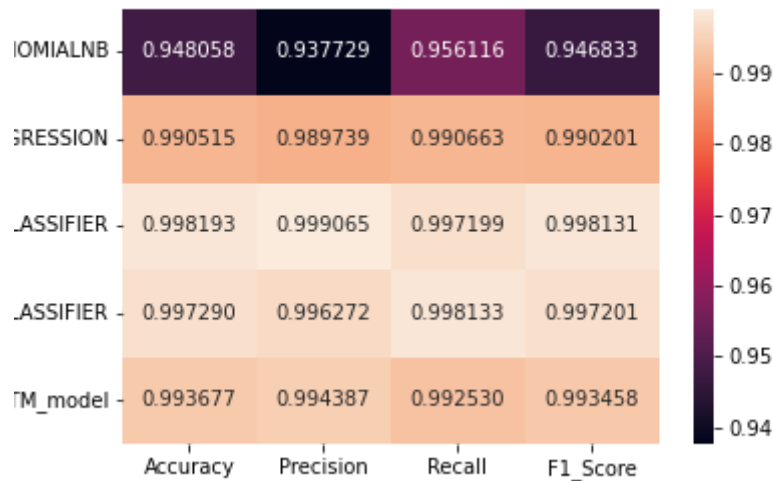 IOMIALNB 0.948058 0.937729 0.956116 0.946833
GRESSION 0.990515 0.989739 0.990663 0.990201
LASSIFIER 0.998193 0.999065 0.997199 0.998131
LASSIFIER 0.997290 0.996272 0.998133 0.997201
TM_model 0.993677 0.994387 0.992530 0.993458
Accuracy Precision Recall F1_Score
0.99
0.98
0.97
0.96
0.95
0.94